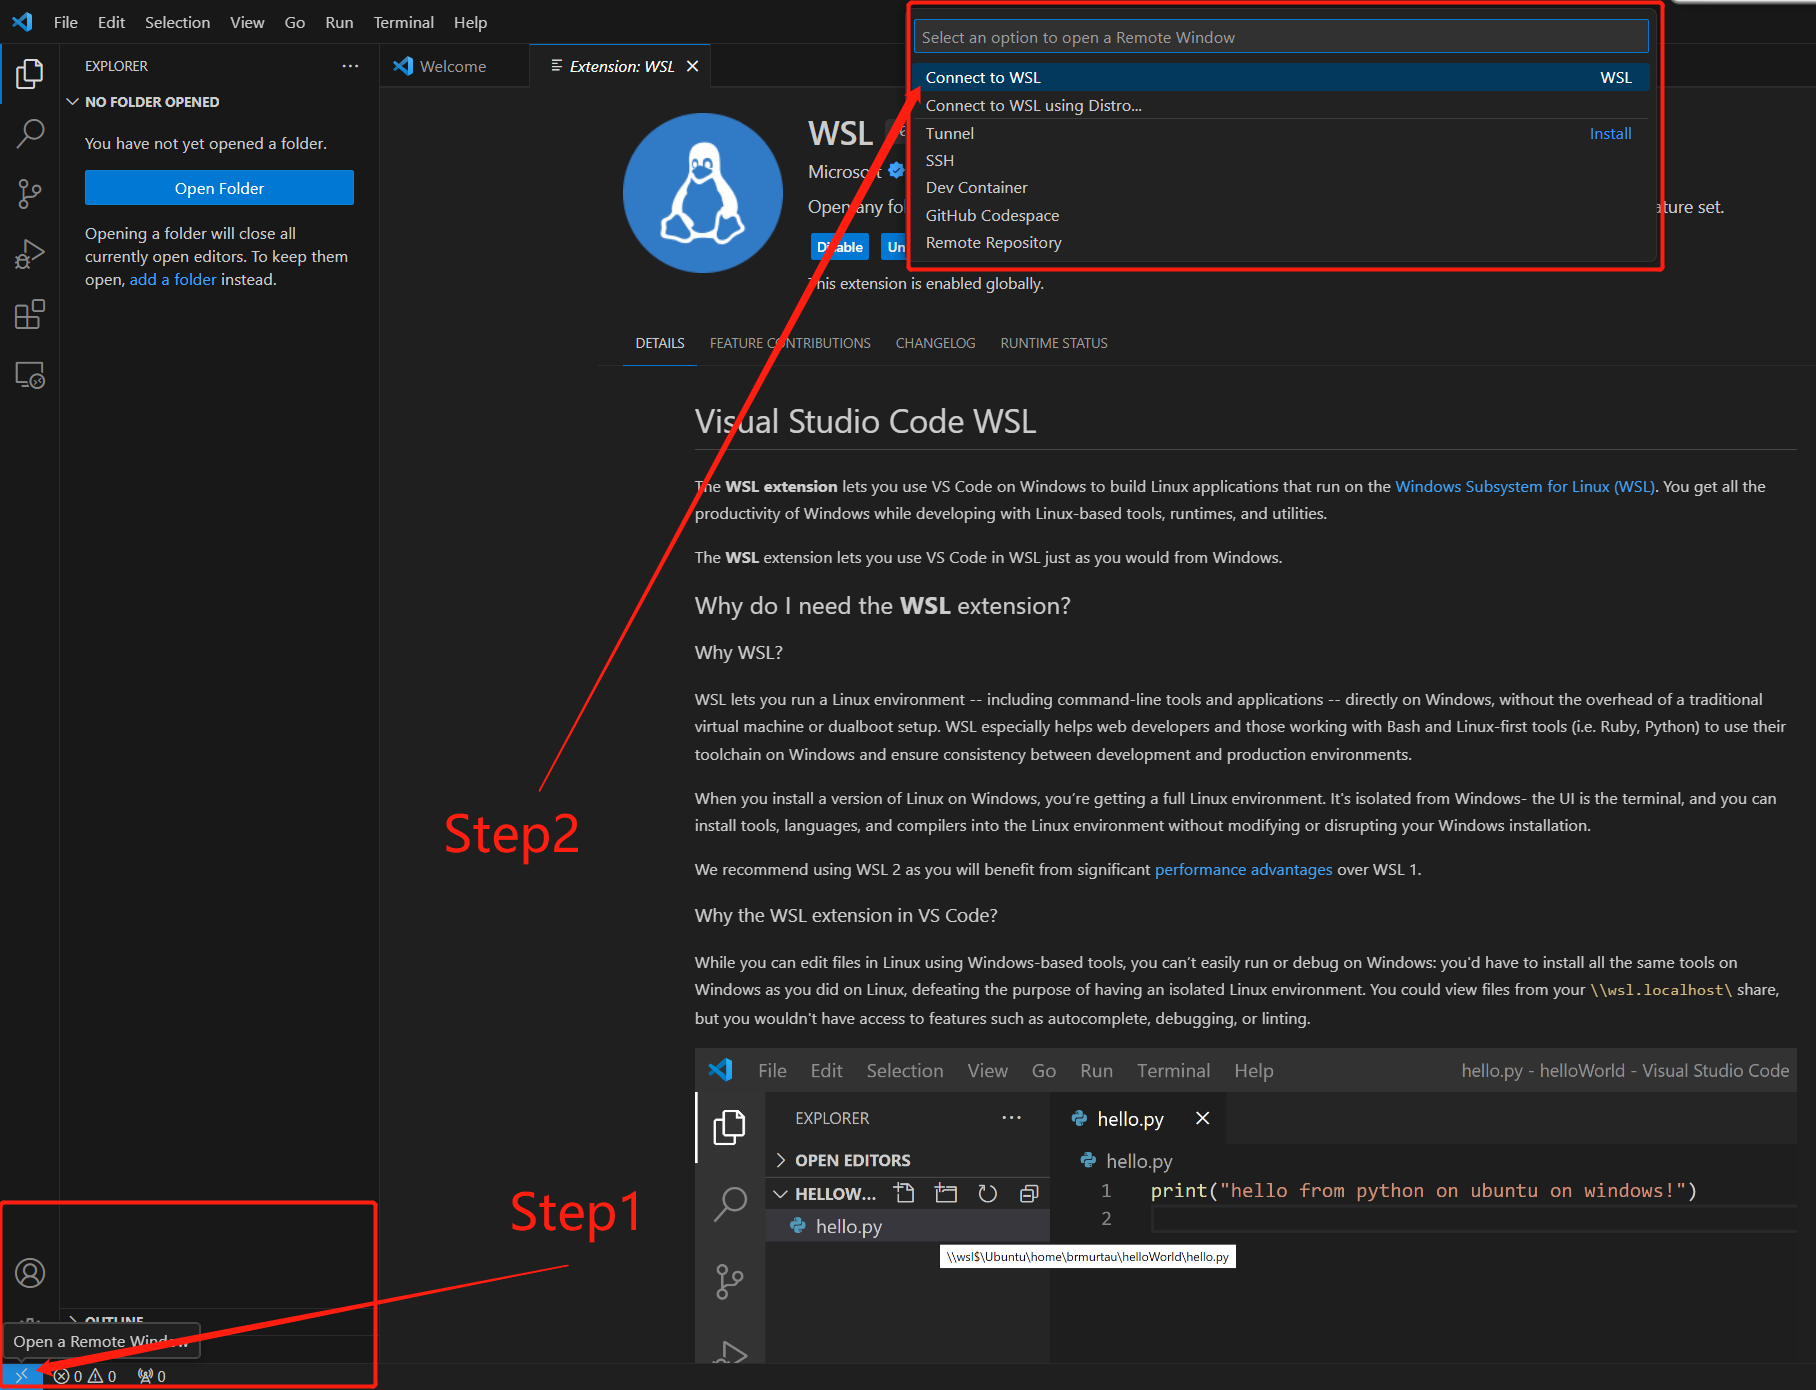 File Edit Selection View Go Run Terminal Help
Select an option to open a Remote Window
Connect to WSL WSL
Connect to WSL using Distro...
Tunnel Install
SSH
Dev Container
GitHub Codespace
Remote Repository
EXPLORER
NO FOLDER OPENED
You have not yet opened a folder.
Open Folder
Opening a folder will close all
currently open editors. To keep them
open, add a folder instead.
Welcome Extension: WSL
WSL
Microsoft
Open any ture set.
Disable Un
This extension is enabled globally.
DETAILS FEATURE CONTRIBUTIONS CHANGELOG RUNTIME STATUS
Visual Studio Code WSL
The WSL extension lets you use VS Code on Windows to build Linux applications that run on the Windows Subsystem for Linux (WSL). You get all the
productivity of Windows while developing with Linux-based tools, runtimes, and utilities.
The WSL extension lets you use VS Code in WSL just as you would from Windows.
Why do I need the WSL extension?
Why WSL?
WSL lets you run a Linux environment -- including command-line tools and applications -- directly on Windows, without the overhead of a traditional
virtual machine or dualboot setup. WSL especially helps web developers and those working with Bash and Linux-first tools (i.e. Ruby, Python) to use their
toolchain on Windows and ensure consistency between development and production environments.
When you install a version of Linux on Windows, you’re getting a full Linux environment. It's isolated from Windows- the UI is the terminal, and you can
install tools, languages, and compilers into the Linux environment without modifying or disrupting your Windows installation.
Step2
We recommend using WSL 2 as you will benefit from significant performance advantages over WSL 1.
Why the WSL extension in VS Code?
While you can edit files in Linux using Windows-based tools, you can’t easily run or debug on Windows: you'd have to install all the same tools on
Windows as you did on Linux, defeating the purpose of having an isolated Linux environment. You could view files from your \\wsl.localhost\ share,
but you wouldn't have access to features such as autocomplete, debugging, or linting.
File Edit Selection View Go Run Terminal Help hello.py - helloWorld - Visual Studio Code
EXPLORER
hello.py
OPEN EDITORS
hello.py
HELLOW...
1 print("hello from python on ubuntu on windows!")
2
hello.py
\\wsl$\Ubuntu\home\brmurtau\helloWorld\hello.py
Step1
OUTLINE
Open a Remote Window
0 0 0